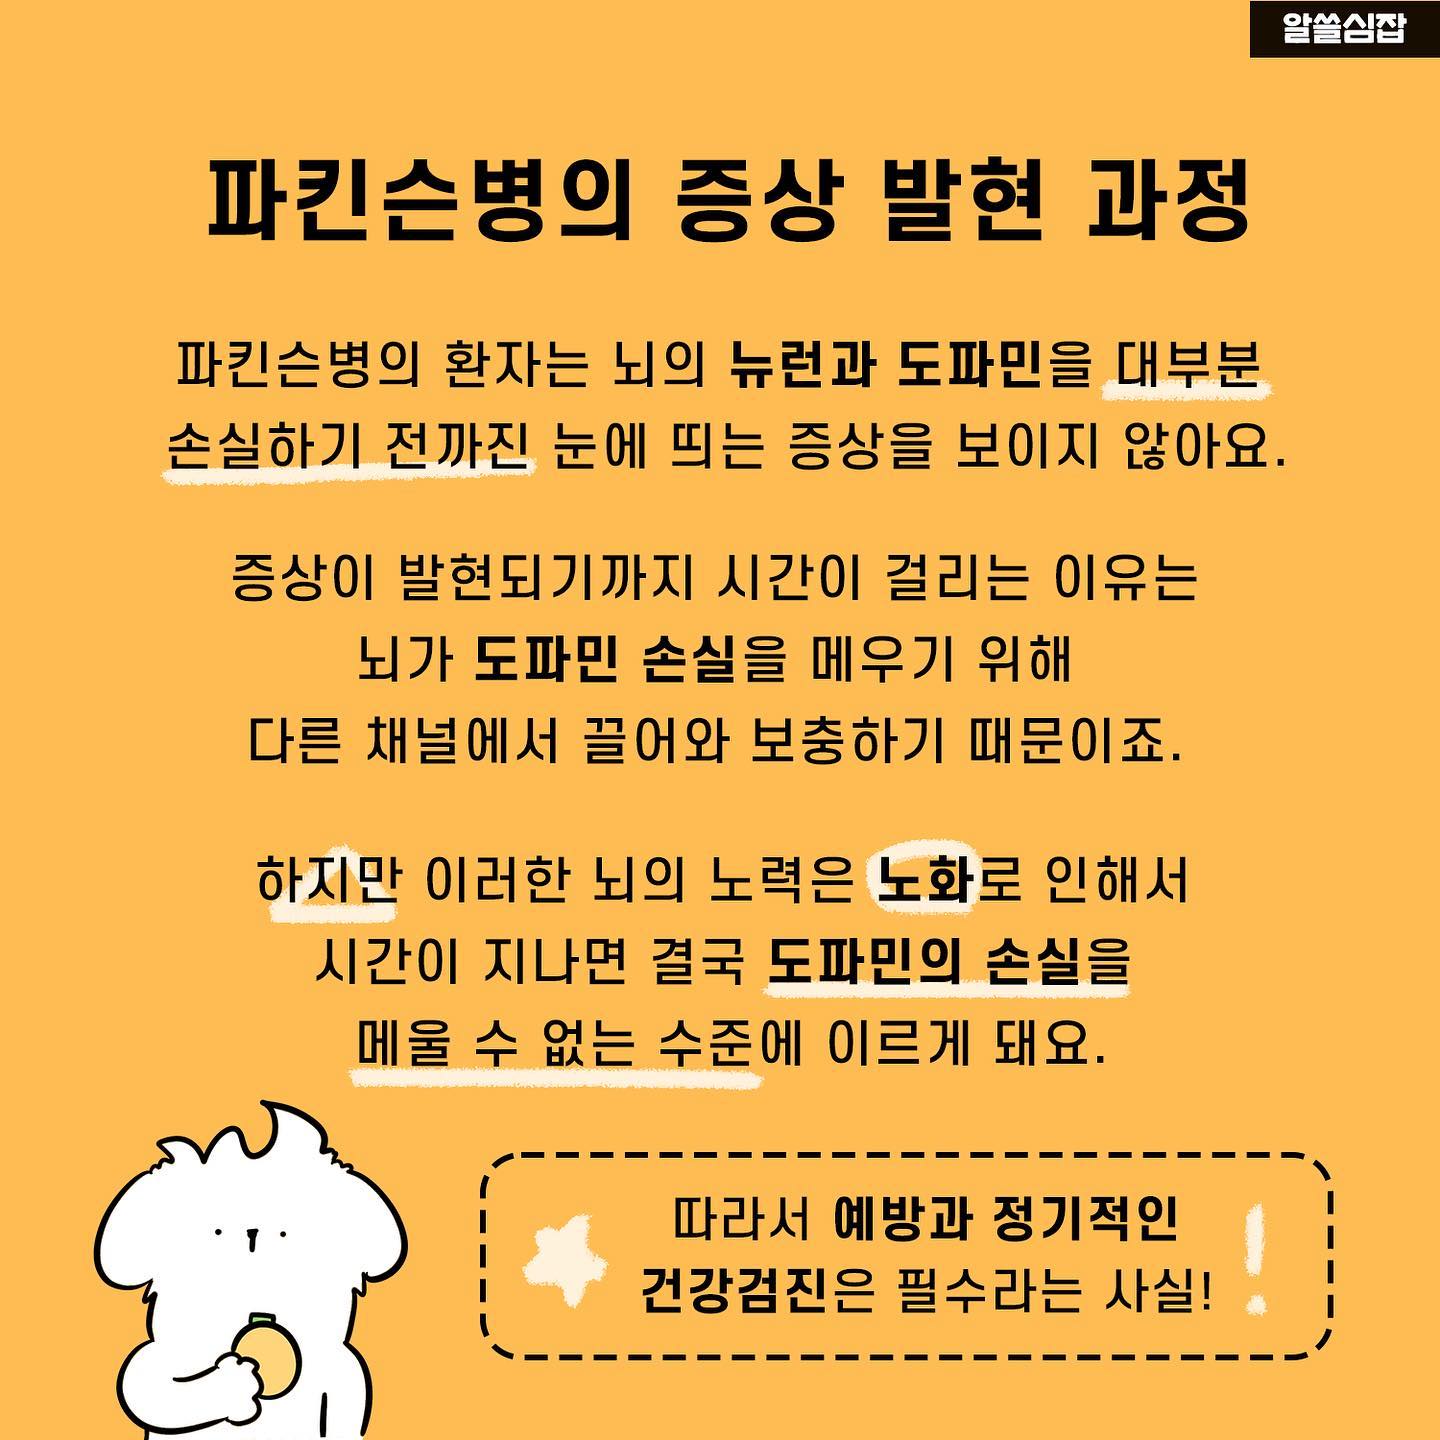 알쓸심잡
파킨슨병의 증상 발현 과정
파킨슨병의 환자는 뇌의 뉴런과 도파민을 대부분
손실하기 전까진 눈에 띄는 증상을 보이지 않아요.
증상이 발현되기까지 시간이 걸리는 이유는
뇌가 도파민 손실을 메우기 위해
다른 채널에서 끌어와 보충하기 때문이죠.
하지만 이러한 뇌의 노력은 노화로 인해서
시간이 지나면 결국 도파민의 손실을
메울 수 없는 수준에 이르게 돼요.
따라서 예방과 정기적인
건강검진은 필수라는 사실!